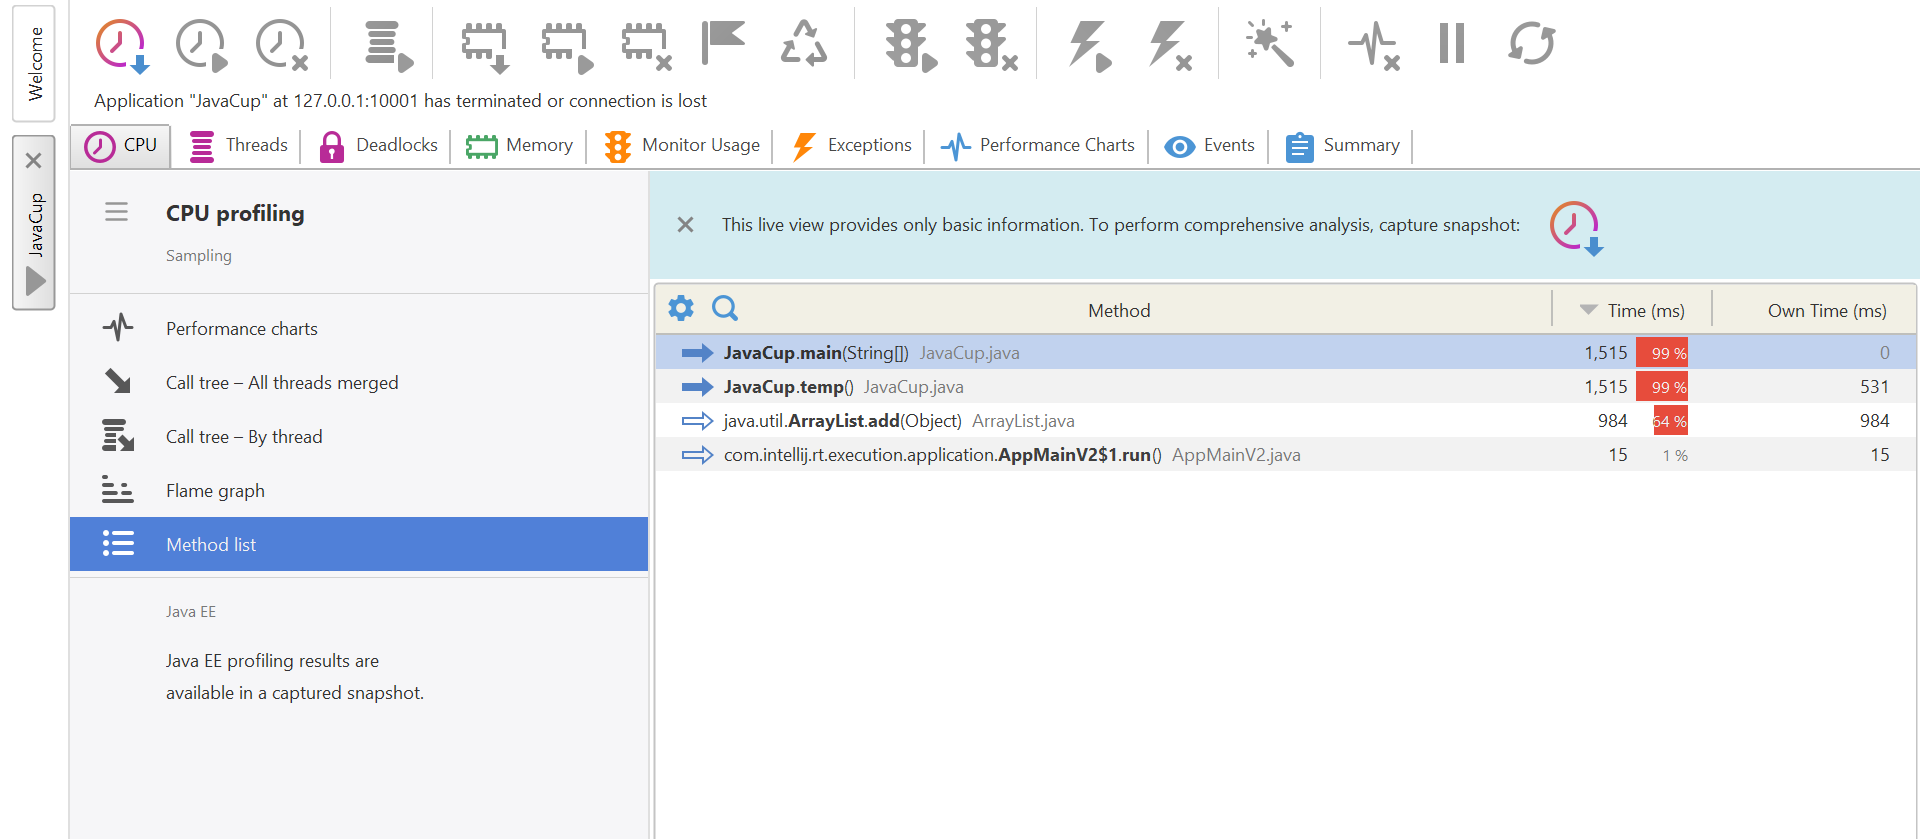 Welcome
JavaCup
Application "JavaCup" at 127.0.0.1:10001 has terminated or connection is lost
CPU Threads Deadlocks Memory Monitor Usage Exceptions Performance Charts Events Summary
CPU profiling
Sampling
Performance charts
Call tree – All threads merged
Call tree – By thread
Flame graph
Method list
Java EE
Java EE profiling results are
available in a captured snapshot.
This live view provides only basic information. To perform comprehensive analysis, capture snapshot:
Method Time (ms) Own Time (ms)
JavaCup.main(String[]) JavaCup.java 1,515 99 % 0
JavaCup.temp() JavaCup.java 1,515 99 % 531
java.util.ArrayList.add(Object) ArrayList.java 984 64 % 984
com.intellij.rt.execution.application.AppMainV2$1.run() AppMainV2.java 15 1 % 15